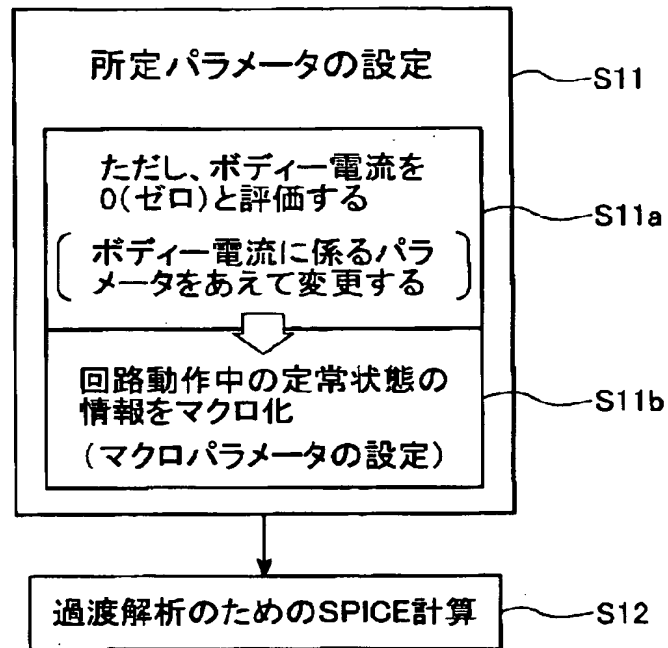 所定パラメータの設定
S11
ただし、ボディー電流を
0(ゼロ)と評価する
S11a
ボディー電流に係るパラ
メータをあえて変更する
回路動作中の定常状態の
情報をマクロ化
S11b
(マクロパラメータの設定)
過渡解析のためのSPICE計算
S12